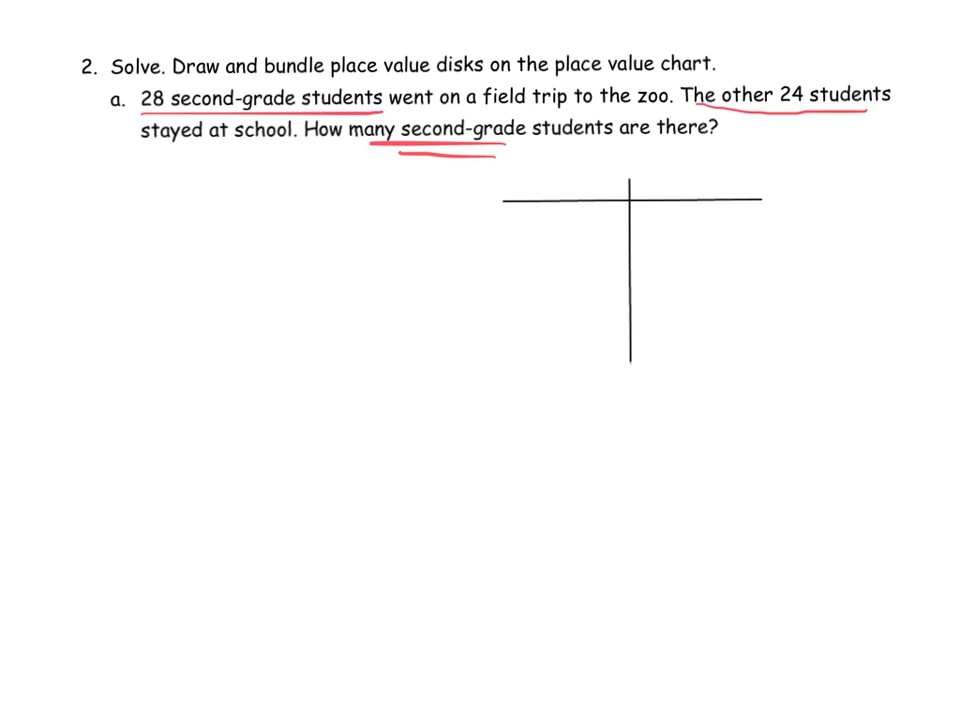 2. Solve. Draw and bundle place value disks on the place value chart.
a. 28 second-grade students went on a field trip to the zoo. The other 24 students
stayed at school. How many second-grade students are there?